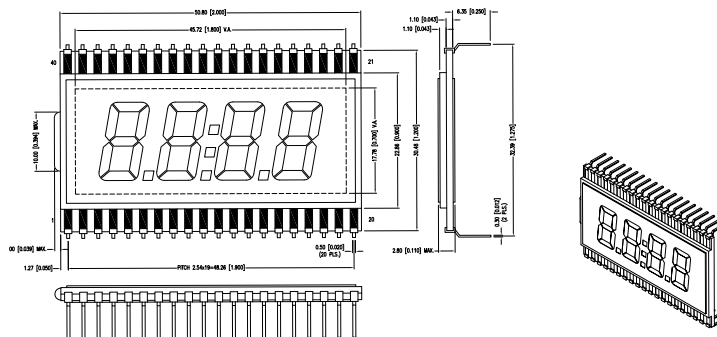 50.80 [2.000]
45.72 [1.800] V.A
40
21
10.00 [0.394] MAX.
17.78 [0.700] V.A
22.86 [0.900]
30.48 [1.200]
1
20
00 [0.039] MAX.
0.50 [0.020]
(20 PLS.)
1.27 [0.050]
PITCH 2.54x19=48.26 [1.900]
6.35 [0.250]
1.10 [0.043]
1.10 [0.043]
32.39 [1.275]
0.30 [0.012]
(2 PLS.)
2.80 [0.110] MAX.